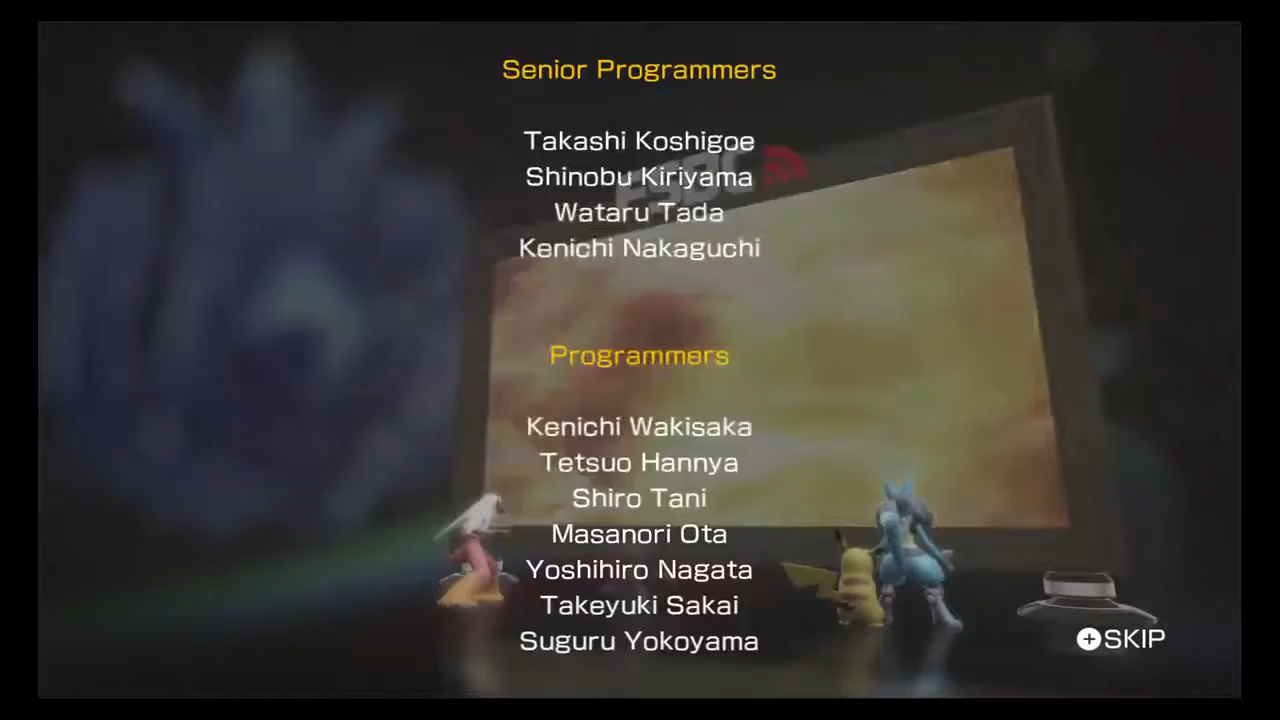 Senior Programmers
Takashi Koshigoe
Shinobu Kiriyama
Wataru Tada
Kenichi Nakaguchi
Programmers
Kenichi Wakisaka
Tetsuo Hannya
Shiro Tani
Masanori Ota
Yoshihiro Nagata
Takeyuki Sakai
Suguru Yokoyama
SKIP